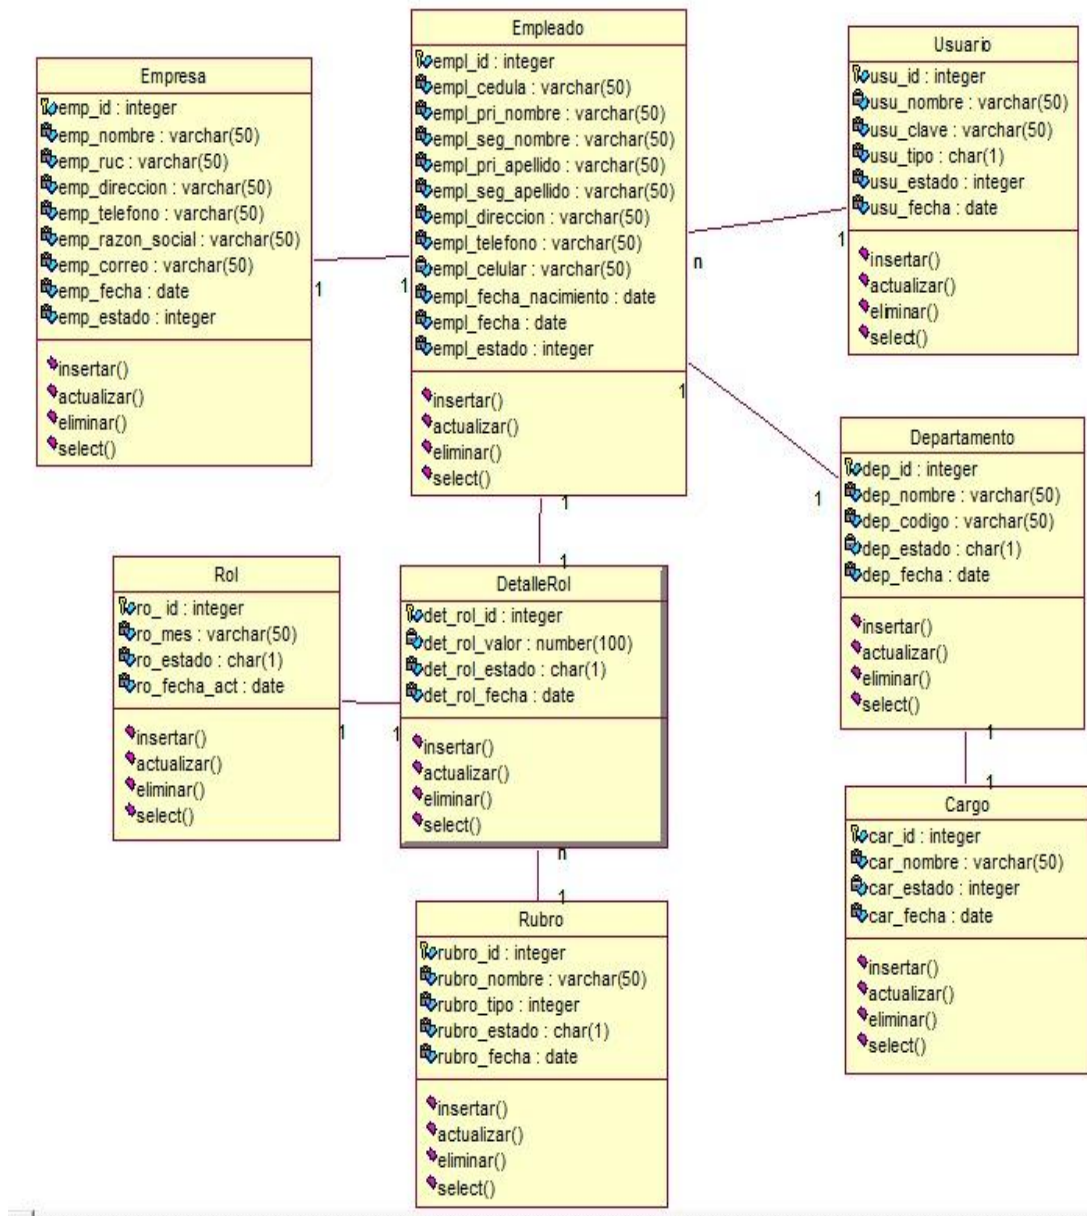 Empresa
emp_id : integer
emp_nombre : varchar(50)
emp_ruc : varchar(50)
emp_direccion : varchar(50)
emp_telefono : varchar(50)
emp_razon_social : varchar(50)
emp_correo : varchar(50)
emp_fecha : date
emp_estado : integer
insertar()
actualizar()
eliminar()
select()
1
1
Empleado
empl_id : integer
empl_cedula : varchar(50)
empl_pri_nombre : varchar(50)
empl_seg_nombre : varchar(50)
empl_pri_apellido : varchar(50)
empl_seg_apellido : varchar(50)
empl_direccion : varchar(50)
empl_telefono : varchar(50)
empl_celular : varchar(50)
empl_fecha_nacimiento : date
empl_fecha : date
empl_estado : integer
insertar()
actualizar()
eliminar()
select()
n
1
Usuario
usu_id : integer
usu_nombre : varchar(50)
usu_clave : varchar(50)
usu_tipo : char(1)
usu_estado : integer
usu_fecha : date
insertar()
actualizar()
eliminar()
select()
1
1
Departamento
dep_id : integer
dep_nombre : varchar(50)
dep_codigo : varchar(50)
dep_estado : char(1)
dep_fecha : date
insertar()
actualizar()
eliminar()
select()
1
1
Rol
ro_id : integer
ro_mes : varchar(50)
ro_estado : char(1)
ro_fecha_act : date
insertar()
actualizar()
eliminar()
select()
1
1
1
1
DetalleRol
det_rol_id : integer
det_rol_valor : number(100)
det_rol_estado : char(1)
det_rol_fecha : date
insertar()
actualizar()
eliminar()
select()
n
1
Cargo
car_id : integer
car_nombre : varchar(50)
car_estado : integer
car_fecha : date
insertar()
actualizar()
eliminar()
select()
Rubro
rubro_id : integer
rubro_nombre : varchar(50)
rubro_tipo : integer
rubro_estado : char(1)
rubro_fecha : date
insertar()
actualizar()
eliminar()
select()